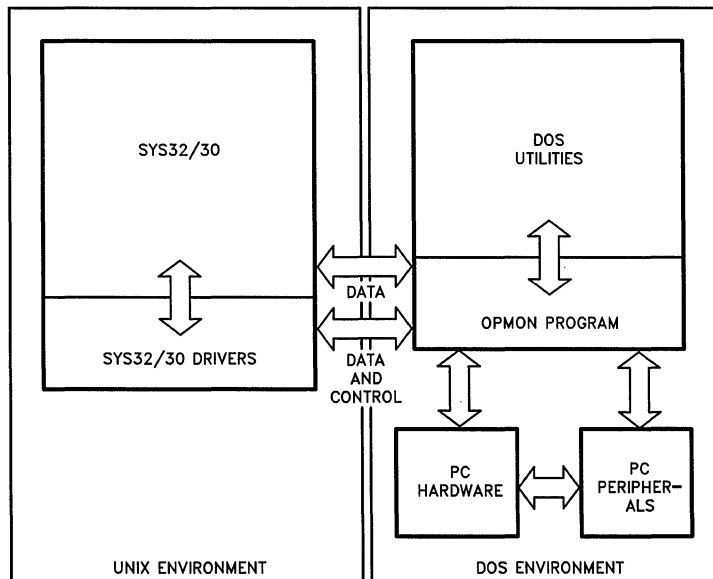 SYS32/30
SYS32/30 DRIVERS
DATA
DATA
AND
CONTROL
DOS
UTILITIES
OPMON PROGRAM
PC
HARDWARE
PC
PERIPHER-
ALS
UNIX ENVIRONMENT
DOS ENVIRONMENT